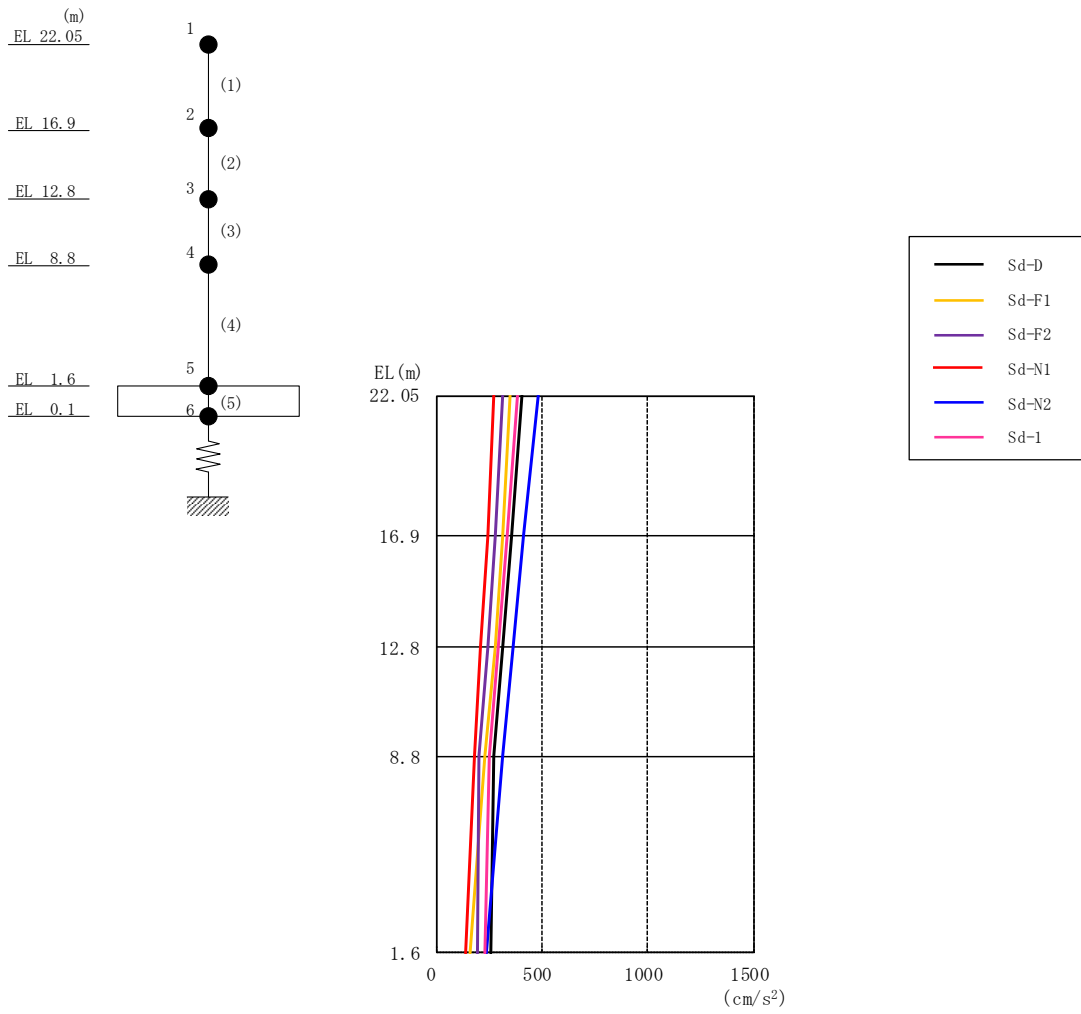 (m)
EL 22.05
EL 16.9
EL 12.8
EL 8.8
EL 1.6
EL 0.1
1
(1)
2
(2)
3
(3)
4
(4)
5
(5)
6
EL(m)
22.05
16.9
12.8
8.8
1.6
0 500 1000 1500
(cm/s²)
Sd-D
Sd-F1
Sd-F2
Sd-N1
Sd-N2
Sd-1